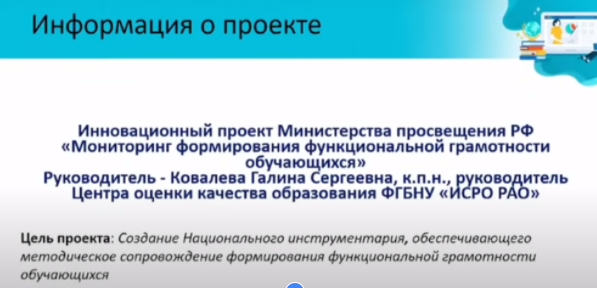 Информация о проекте
Инновационный проект Министерства просвещения РФ
«Мониторинг формирования функциональной грамотности
обучающихся»
Руководитель - Ковалева Галина Сергеевна, к.п.н., руководитель
Центра оценки качества образования ФГБНУ «ИСРО РАО»
Цель проекта: Создание Национального инструментария, обеспечивающего
методическое сопровождение формирования функциональной грамотности
обучающихся